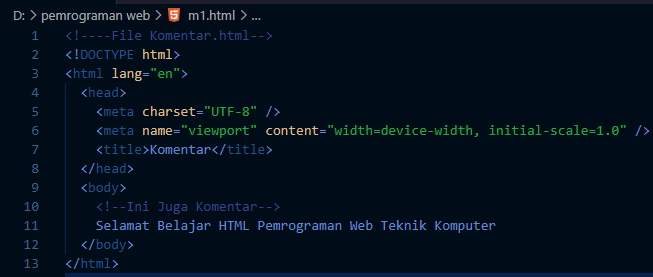 D: > pemrograman web > m1.html > ...
1 <!----File Komentar.html-->
2 <!DOCTYPE html>
3 <html lang="en">
4 <head>
5 <meta charset="UTF-8" />
6 <meta name="viewport" content="width=device-width, initial-scale=1.0" />
7 <title>Komentar</title>
8 </head>
9 <body>
10 <!--Ini Juga Komentar-->
11 Selamat Belajar HTML Pemrograman Web Teknik Komputer
12 </body>
13 </html>